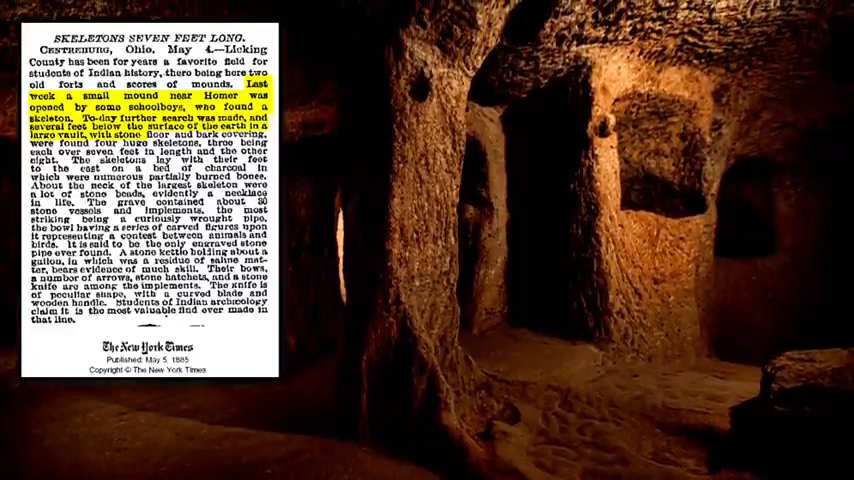 SKELETONS SEVEN FEET LONG.
CENTREBURG, Ohio, May 4.—Licking
County has been for years a favorite field for
students of Indian history, there being here two
old forts and scores of mounds. Last
week a small mound near Homer was
opened by some schoolboys, who found a
skeleton. To-day further search was made, and
several feet below the surface of the earth in a
large vault, with stone floor and bark covering,
were found four huge skeletons, three being
each over seven feet in length and the other
eight. The skeletons lay with their feet
to the east on a bed of charcoal in
which were numerous partially burned bones.
About the neck of the largest skeleton were
a lot of stone beads, evidently a necklace
in life. The grave contained about 30
stone vessels and implements, the most
striking being a curiously wrought pipe,
the bowl having a series of carved figures upon
it representing a contest between animals and
birds. It is said to be the only engraved stone
pipe ever found. A stone kettle holding about a
gallon, in which was a residue of saline mat-
ter, bears evidence of much skill. Their bows,
a number of arrows, stone hatchets, and a stone
knife are among the implements. The knife is
of peculiar shape, with a curved blade and
wooden handle. Students of Indian archæology
claim it is the most valuable find ever made in
that line.
The New York Times
Published: May 5, 1885
Copyright © The New York Times